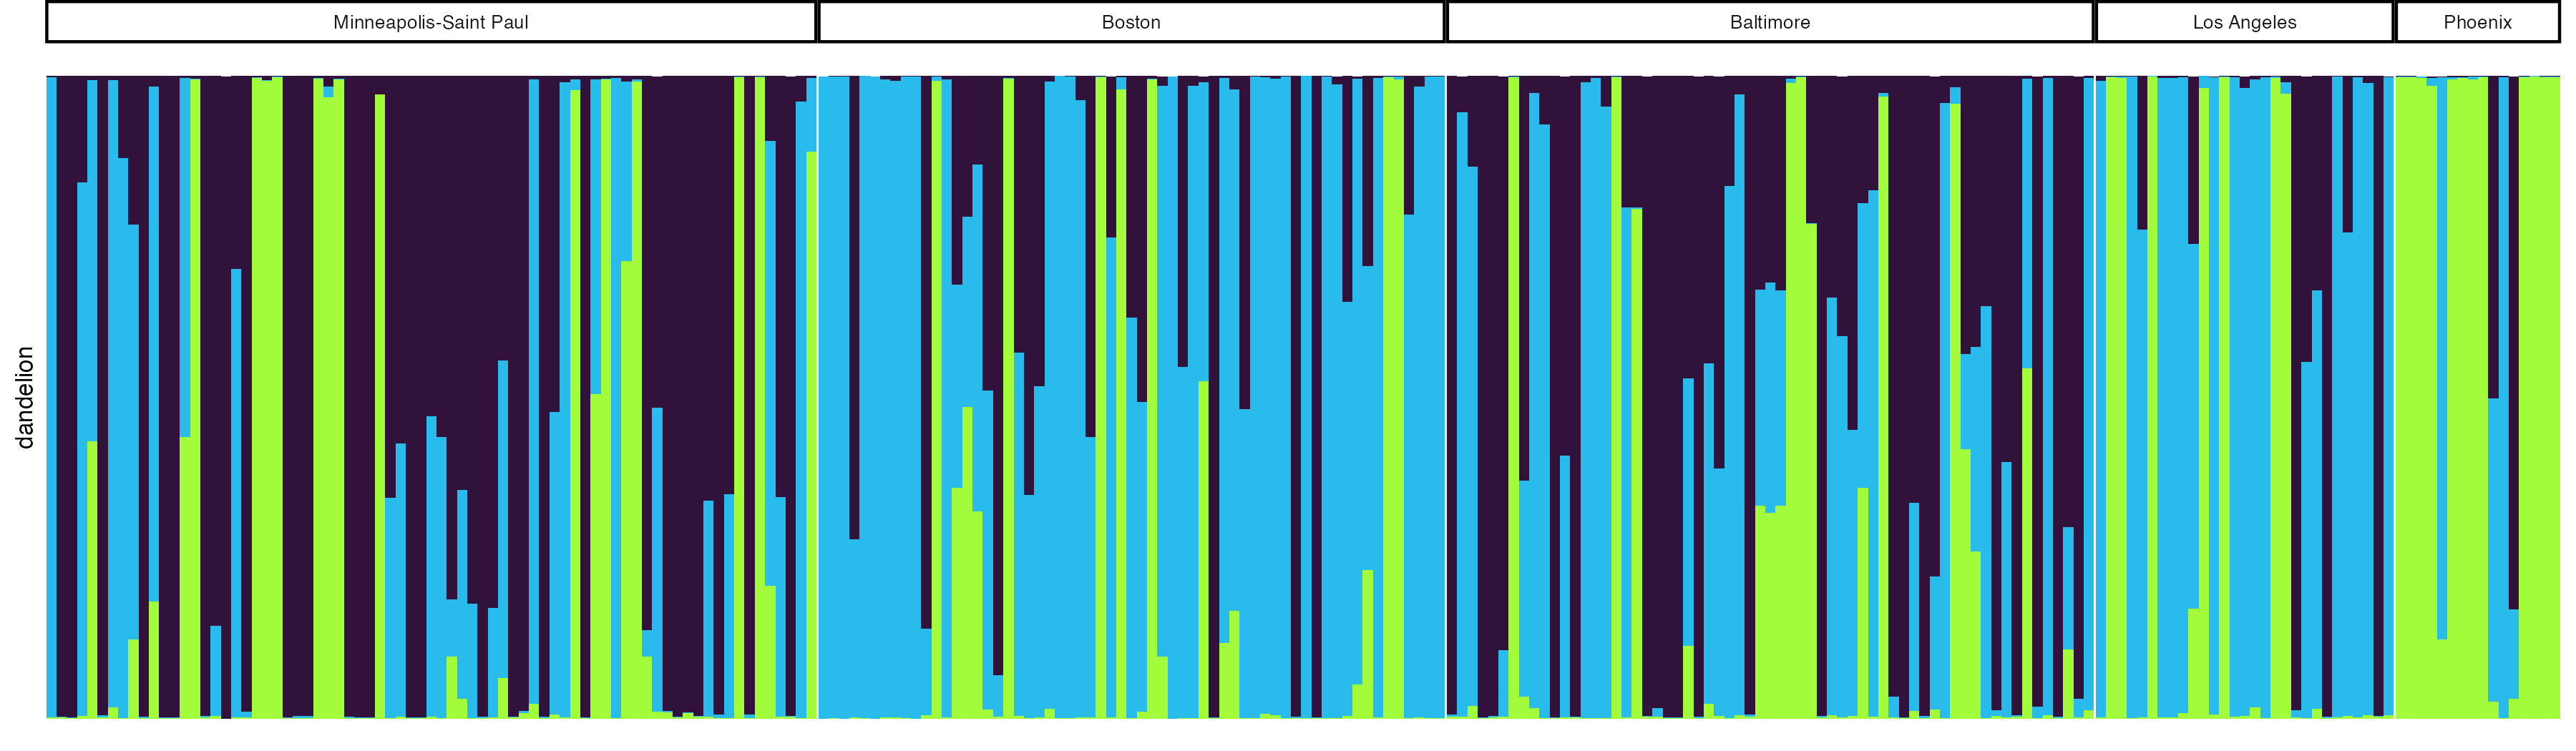 Minneapolis-Saint Paul
Boston
Baltimore
Los Angeles
Phoenix
dandelion